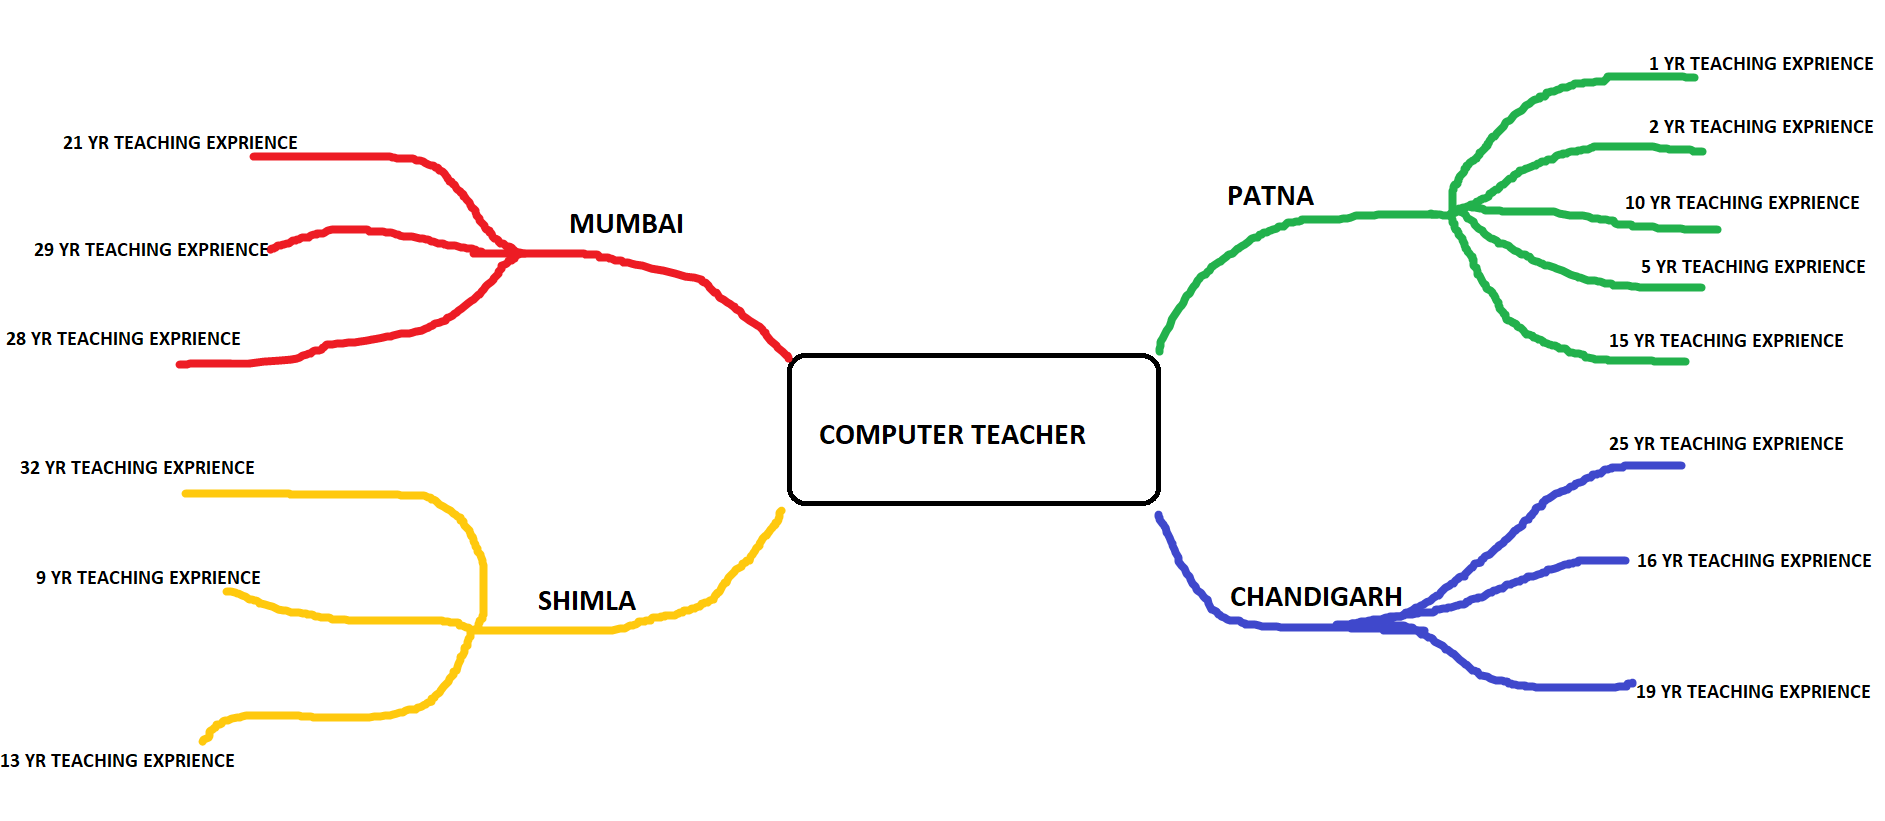 21 YR TEACHING EXPRIENCE
29 YR TEACHING EXPRIENCE
28 YR TEACHING EXPRIENCE
MUMBAI
32 YR TEACHING EXPRIENCE
9 YR TEACHING EXPRIENCE
13 YR TEACHING EXPRIENCE
SHIMLA
COMPUTER TEACHER
PATNA
1 YR TEACHING EXPRIENCE
2 YR TEACHING EXPRIENCE
10 YR TEACHING EXPRIENCE
5 YR TEACHING EXPRIENCE
15 YR TEACHING EXPRIENCE
CHANDIGARH
25 YR TEACHING EXPRIENCE
16 YR TEACHING EXPRIENCE
19 YR TEACHING EXPRIENCE